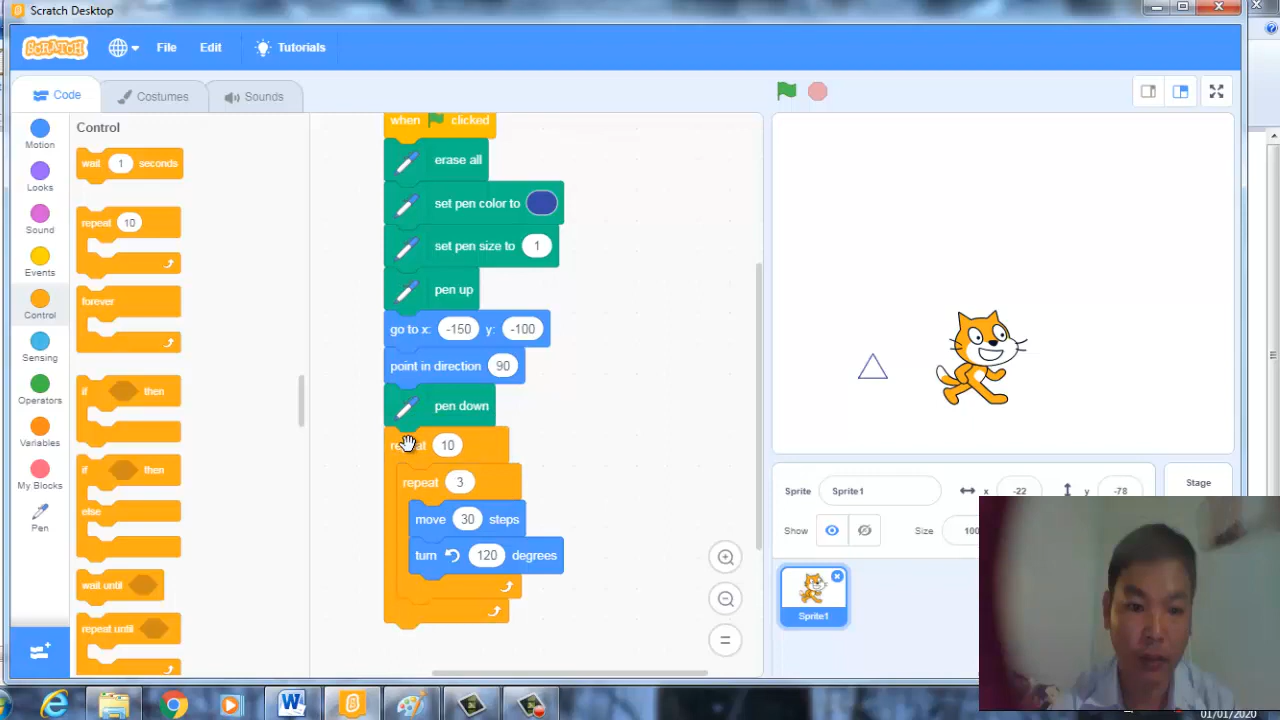 Scratch Desktop
SCRATCH
File
Edit
Tutorials
Code
Costumes
Sounds
Motion
Looks
Sound
Events
Control
Sensing
Operators
Variables
My Blocks
Pen
Control
wait 1 seconds
repeat 10
forever
if then
if then
else
wait until
repeat until
when clicked
erase all
set pen color to
set pen size to 1
pen up
go to x: -150 y: -100
point in direction 90
pen down
10
repeat 3
move 30 steps
turn 120 degrees
Sprite Sprite1 x -22 y -78
Show Size
Sprite1
Stage
01/01/2020